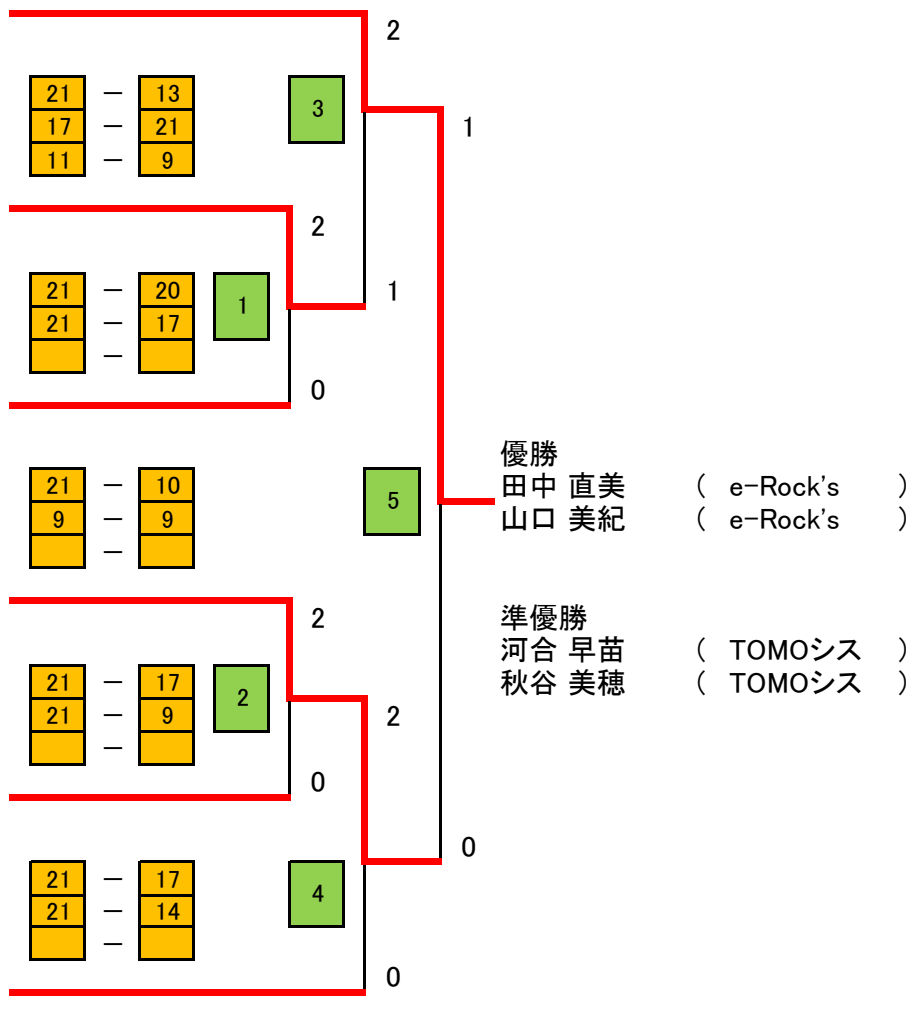 2
21 － 13
3
17 － 21
1
11 － 9
2
21 － 20
1
1
21 － 17
－
0
優勝
21 － 10
5
田中 直美 ( e-Rock's )
9 － 9
山口 美紀 ( e-Rock's )
－
2
準優勝
河合 早苗 ( TOMOシス )
21 － 17
2
秋谷 美穂 ( TOMOシス )
21 － 9
2
－
0
0
21 － 17
4
21 － 14
－
0